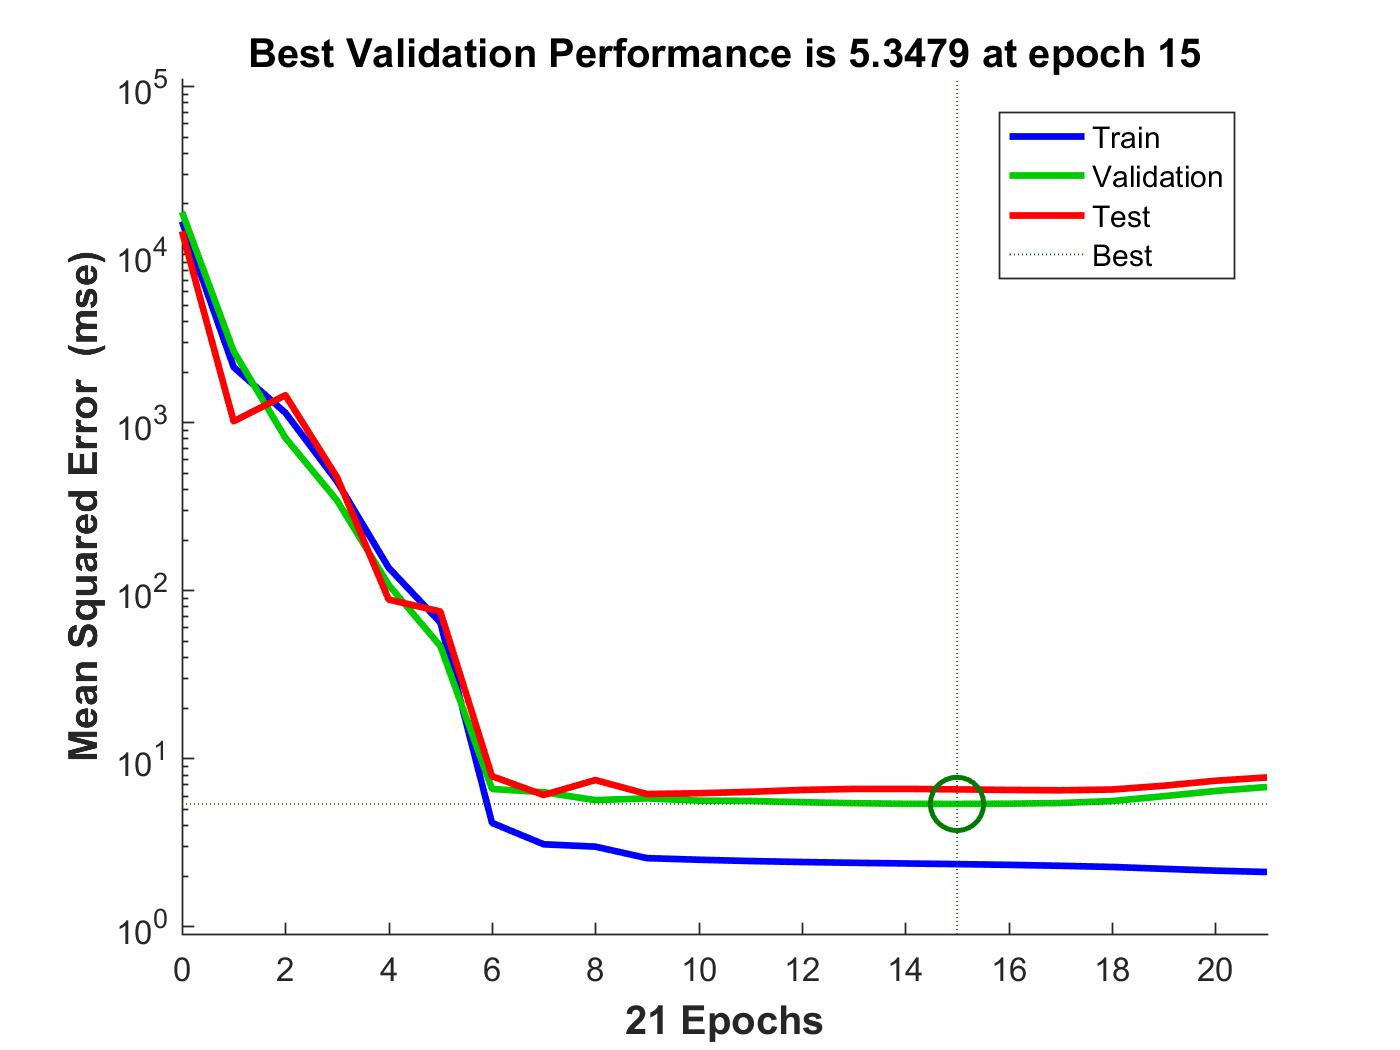 Best Validation Performance is 5.3479 at epoch 15
Train
Validation
Test
Best
Mean Squared Error (mse)
10^5
10^4
10^3
10^2
10^1
10^0
0 2 4 6 8 10 12 14 16 18 20
21 Epochs